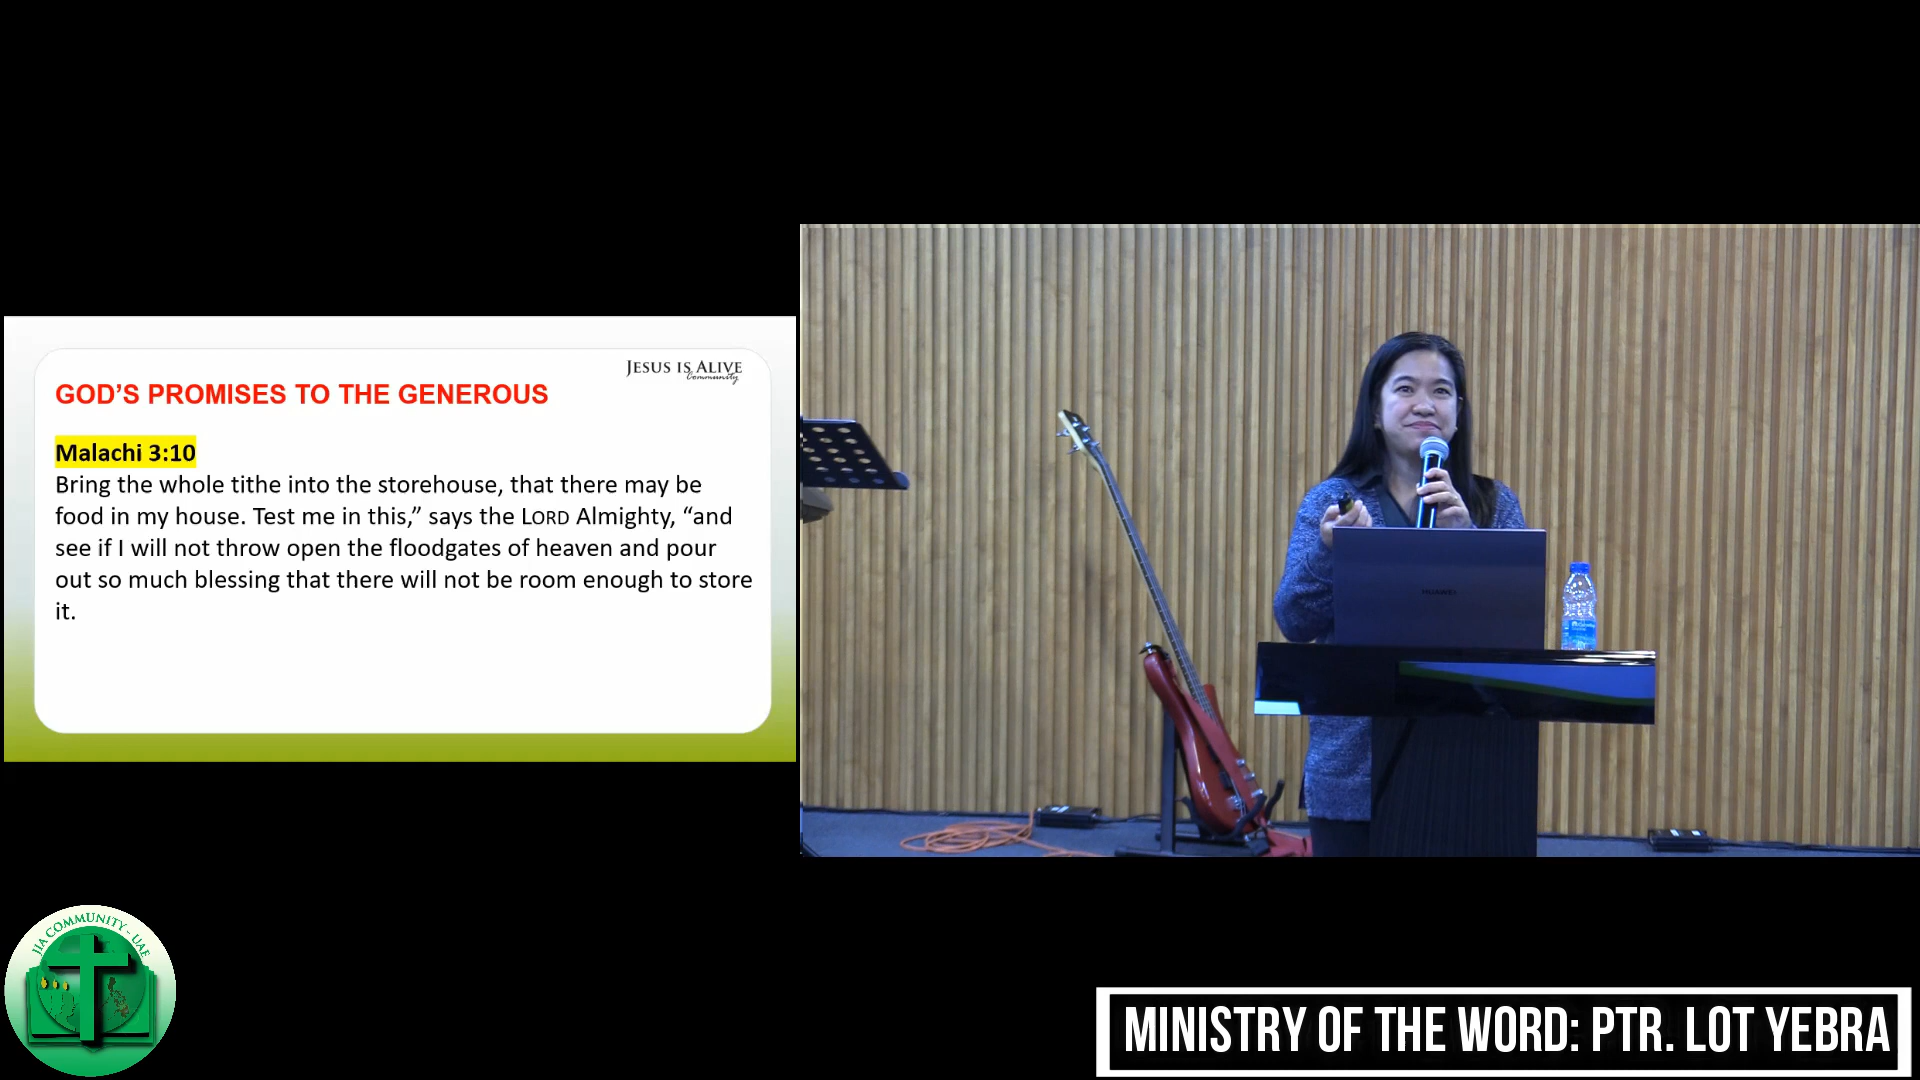 JESUS IS ALIVE
Community
GOD’S PROMISES TO THE GENEROUS
Malachi 3:10
Bring the whole tithe into the storehouse, that there may be
food in my house. Test me in this,” says the LORD Almighty, “and
see if I will not throw open the floodgates of heaven and pour
out so much blessing that there will not be room enough to store
it.
HUAWEI
JIA COMMUNITY - UAE
MINISTRY OF THE WORD: PTR. LOT YEBRA